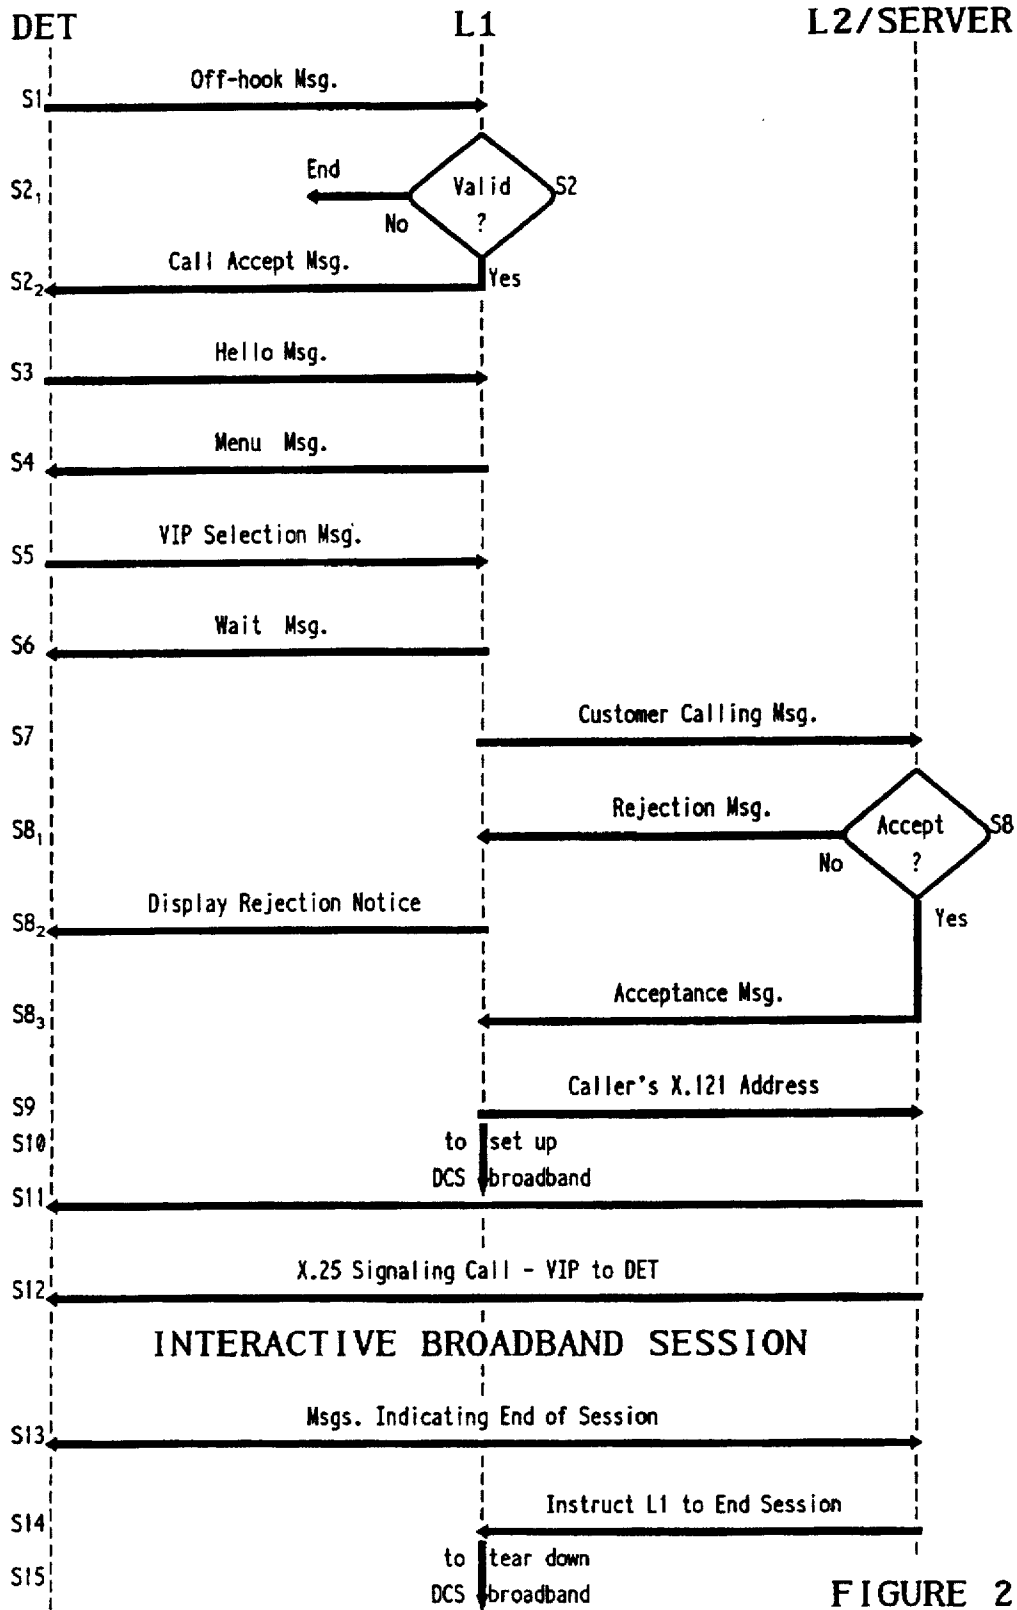 DET L1 L2/SERVER
Off-hook Msg.
S1
End
Valid
S2
S2₁
No
?
Call Accept Msg.
Yes
S2₂
Hello Msg.
S3
Menu Msg.
S4
VIP Selection Msg.
S5
Wait Msg.
S6
Customer Calling Msg.
S7
Rejection Msg.
Accept
S8
S8₁
No
?
Display Rejection Notice
Yes
S8₂
Acceptance Msg.
S8₃
Caller's X.121 Address
S9
S10
to set up
DCS broadband
S11
X.25 Signaling Call - VIP to DET
S12
INTERACTIVE BROADBAND SESSION
Msgs. Indicating End of Session
S13
Instruct L1 to End Session
S14
to tear down
S15
DCS broadband
FIGURE 2